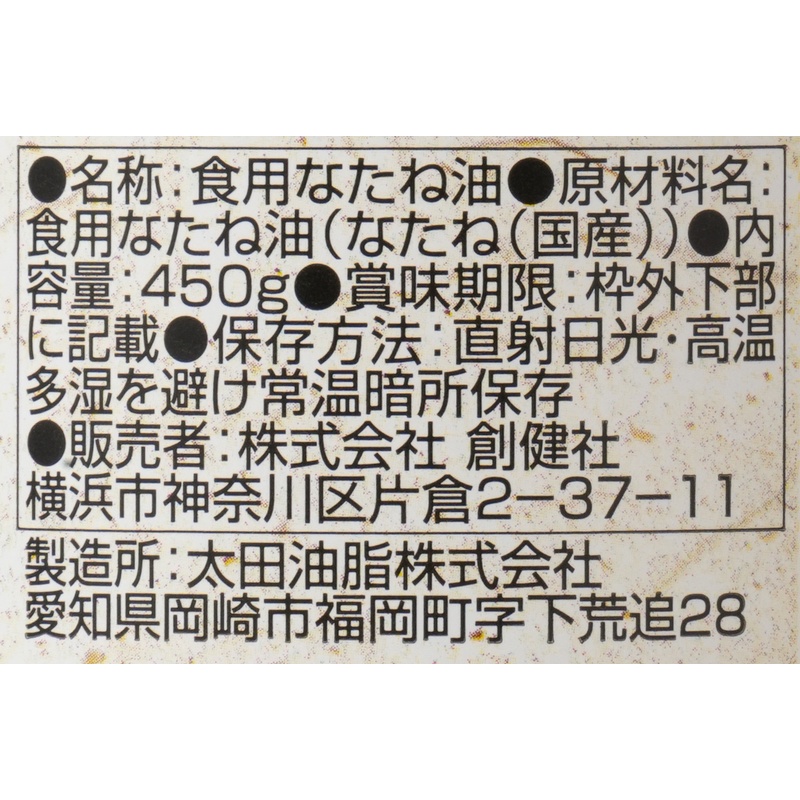 ●名称：食用なたね油●原材料名：
食用なたね油（なたね（国産））●内
容量：450g●賞味期限：枠外下部
に記載●保存方法：直射日光・高温
多湿を避け常温暗所保存
●販売者：株式会社 創健社
横浜市神奈川区片倉2−37−11
製造所：太田油脂株式会社
愛知県岡崎市福岡町字下荒追28